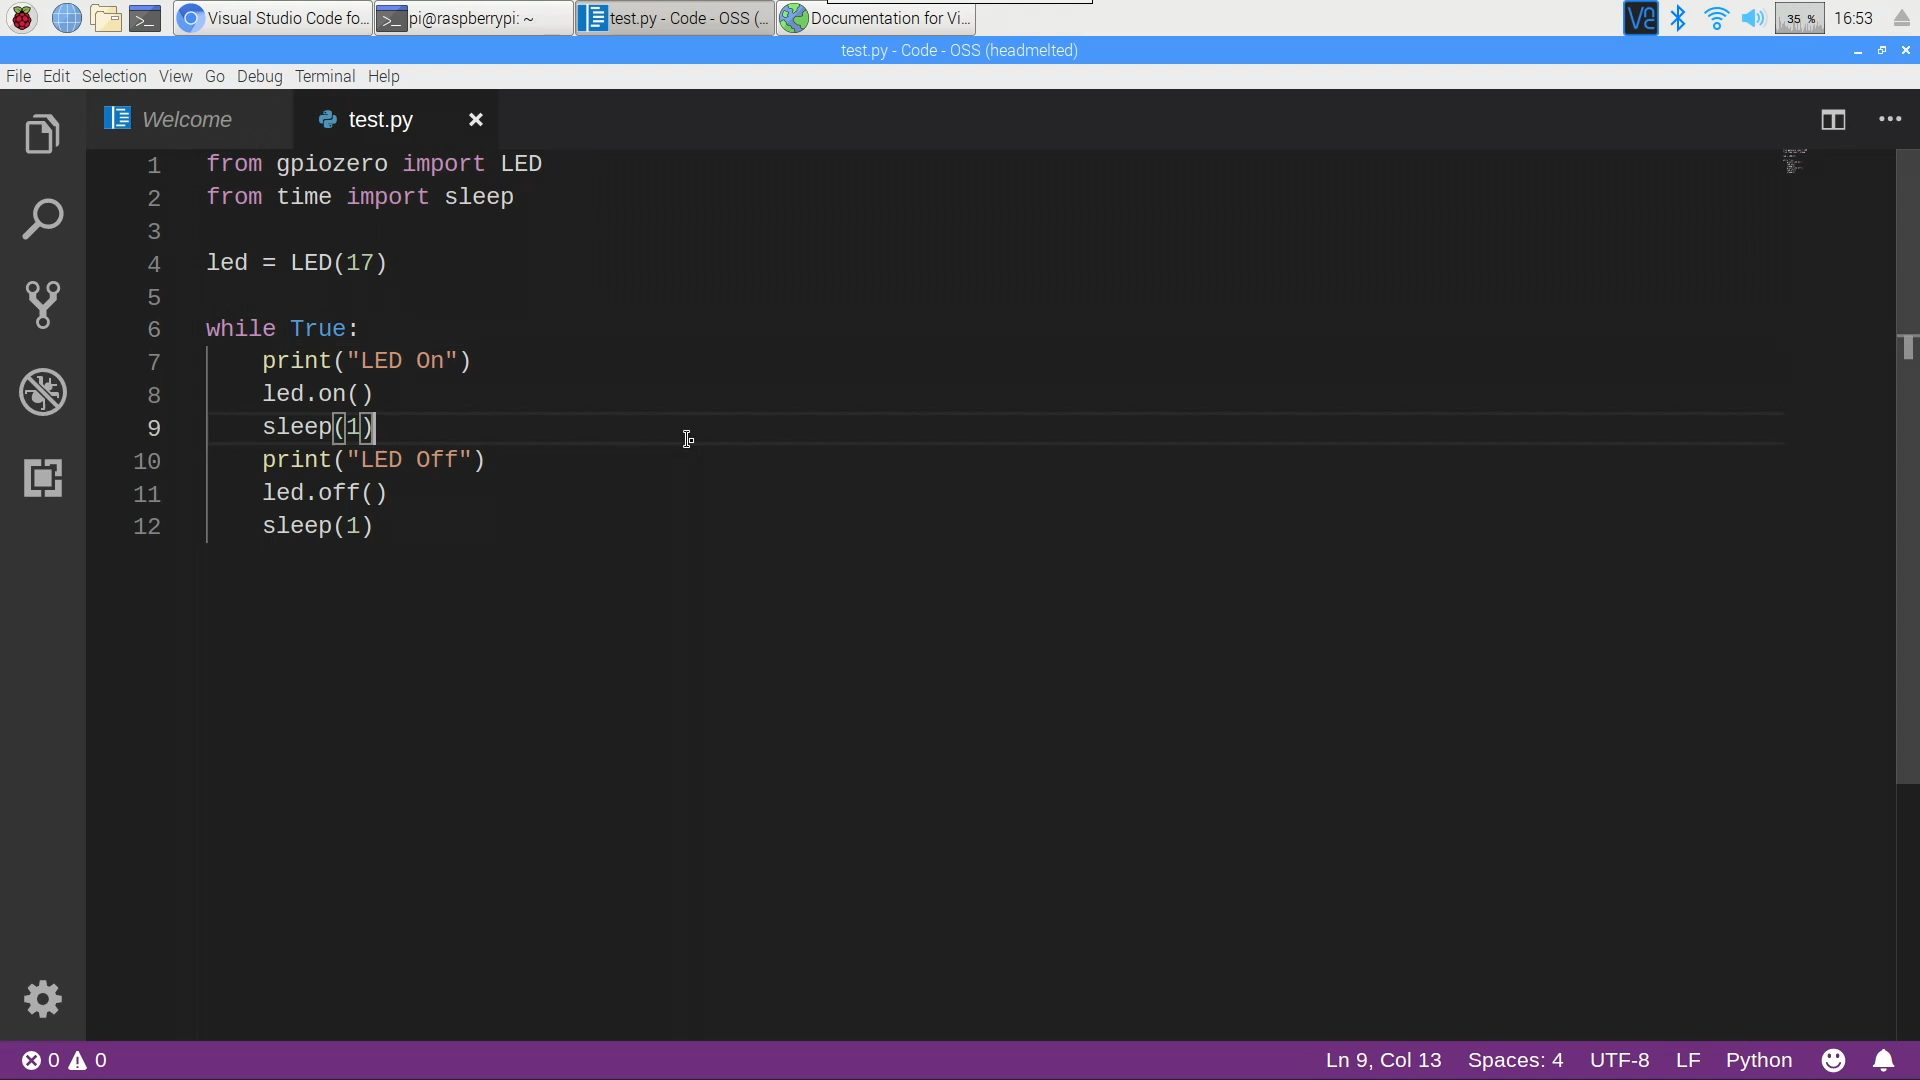 Visual Studio Code fo...
pi@raspberrypi: ~
test.py - Code - OSS (...
Documentation for Vi...
35 %
16:53
test.py - Code - OSS (headmelted)
File Edit Selection View Go Debug Terminal Help
Welcome
test.py
1 from gpiozero import LED
2 from time import sleep
3
4 led = LED(17)
5
6 while True:
7     print("LED On")
8     led.on()
9     sleep(1)
10     print("LED Off")
11     led.off()
12     sleep(1)
0 0
Ln 9, Col 13 Spaces: 4 UTF-8 LF Python